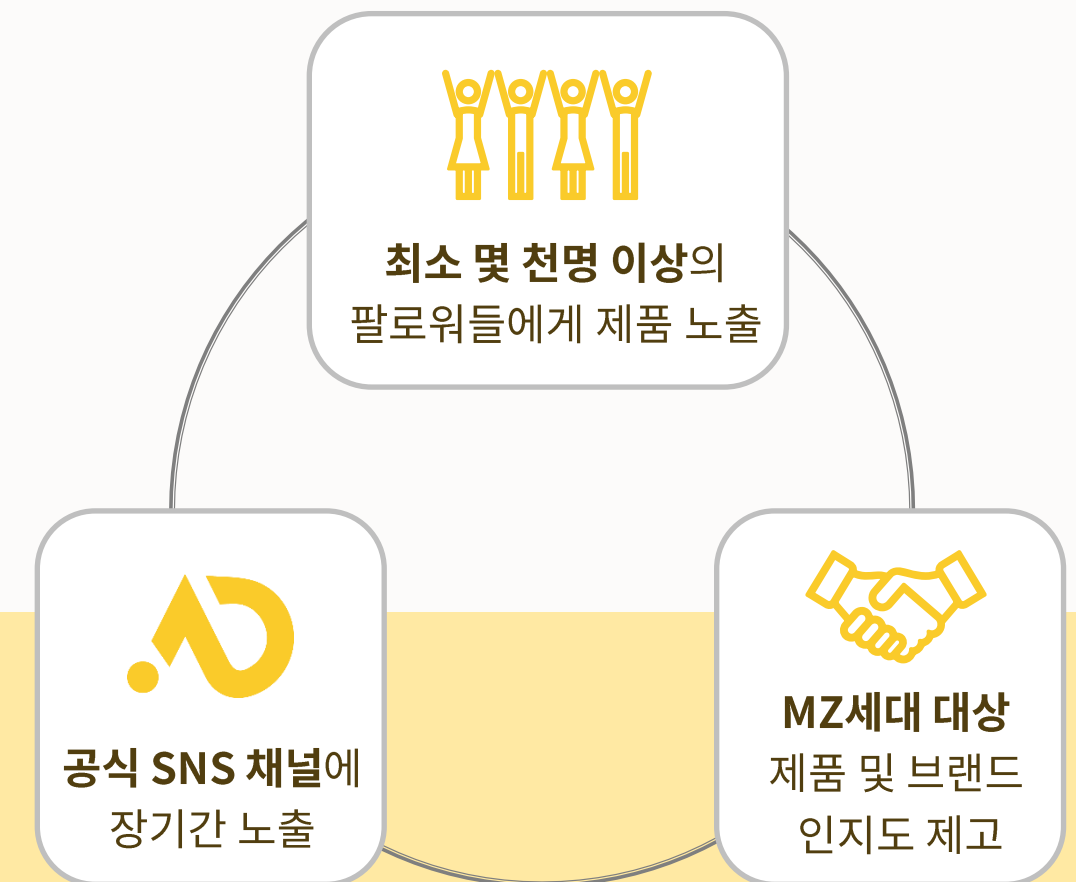 최소 몇 천명 이상의
팔로워들에게 제품 노출
공식 SNS 채널에
장기간 노출
MZ세대 대상
제품 및 브랜드
인지도 제고